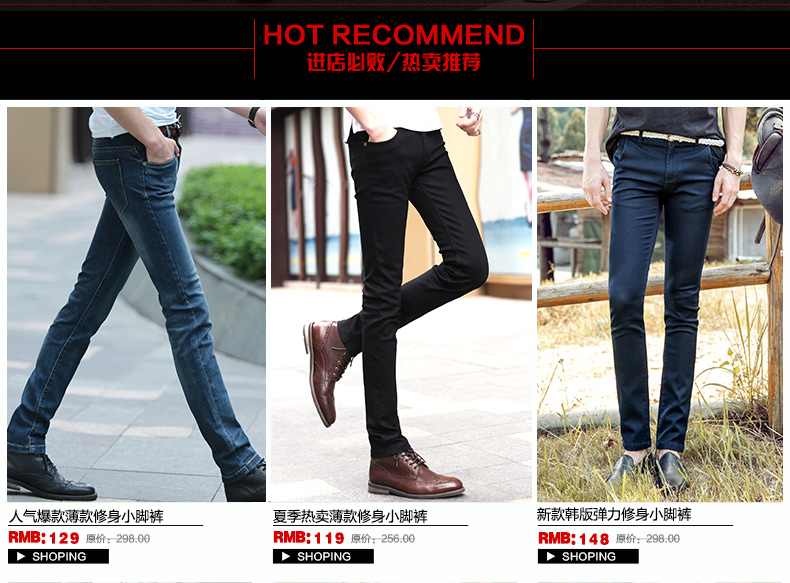 HOT RECOMMEND
进店必败/热卖推荐
人气爆款薄款修身小脚裤
RMB:129 原价: 298.00
SHOPING
夏季热卖薄款修身小脚裤
RMB:119 原价: 256.00
SHOPING
新款韩版弹力修身小脚裤
RMB:148 原价: 298.00
SHOPING